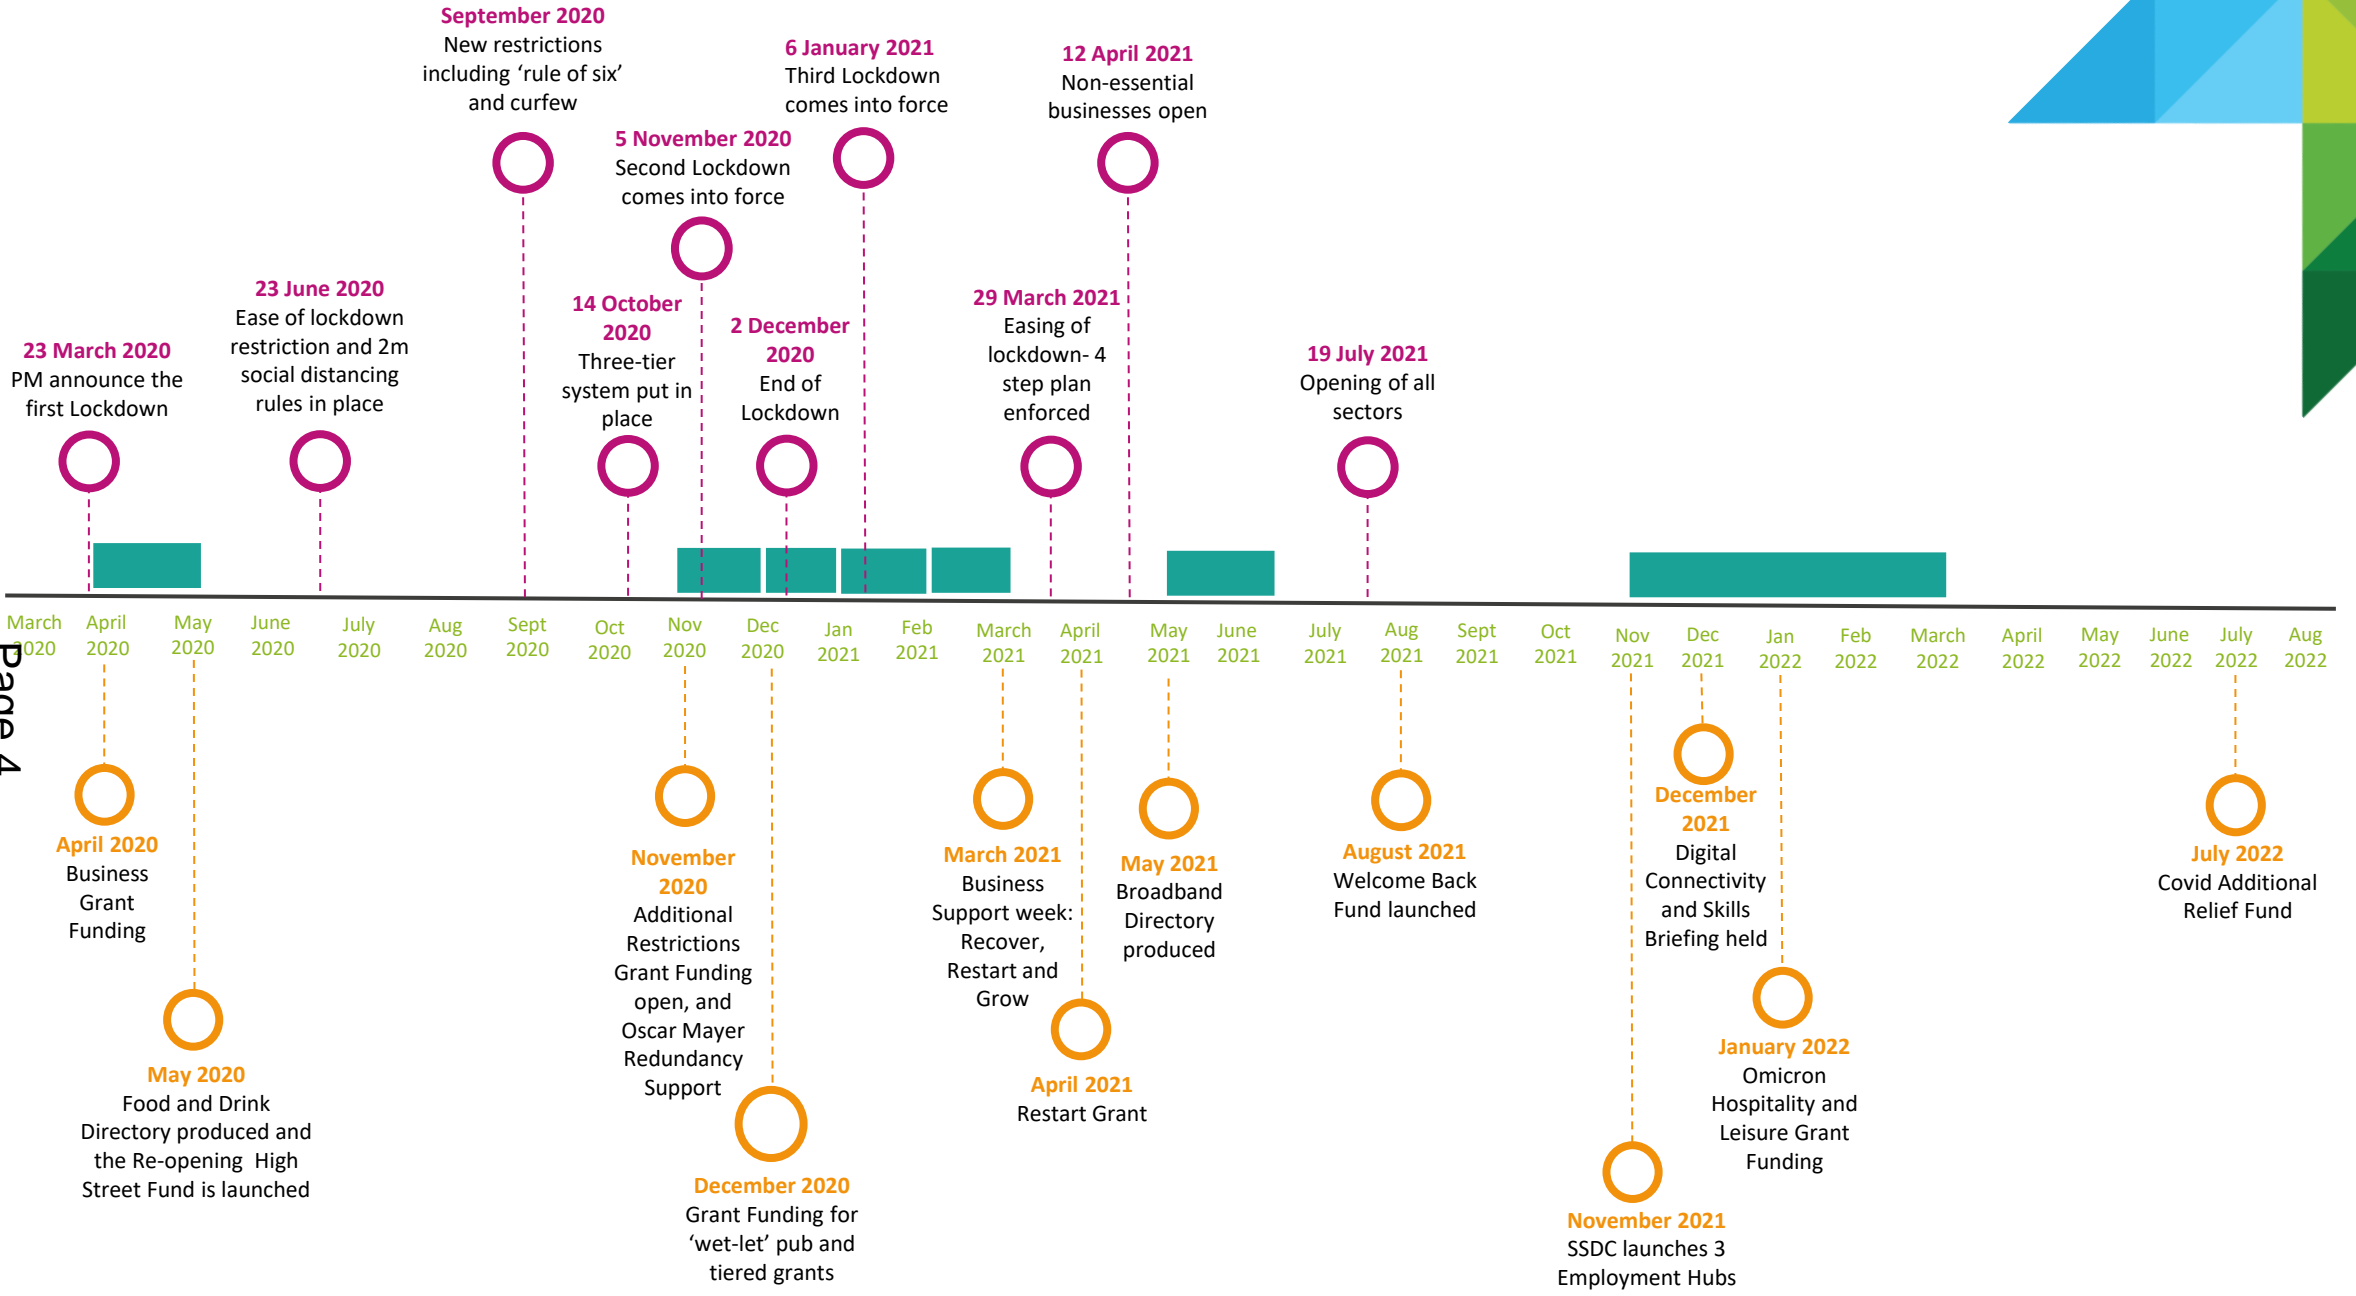 September 2020
New restrictions
including ‘rule of six’
and curfew
6 January 2021
Third Lockdown
comes into force
12 April 2021
Non-essential
businesses open
5 November 2020
Second Lockdown
comes into force
23 June 2020
Ease of lockdown
restriction and 2m
social distancing
rules in place
14 October
2020
Three-tier
system put in
place
2 December
2020
End of
Lockdown
29 March 2021
Easing of
lockdown- 4
step plan
enforced
23 March 2020
PM announce the
first Lockdown
19 July 2021
Opening of all
sectors
March
2020
April
2020
May
2020
June
2020
July
2020
Aug
2020
Sept
2020
Oct
2020
Nov
2020
Dec
2020
Jan
2021
Feb
2021
March
2021
April
2021
May
2021
June
2021
July
2021
Aug
2021
Sept
2021
Oct
2021
Nov
2021
Dec
2021
Jan
2022
Feb
2022
March
2022
April
2022
May
2022
June
2022
July
2022
Aug
2022
Page 4
April 2020
Business
Grant
Funding
May 2020
Food and Drink
Directory produced and
the Re-opening High
Street Fund is launched
November
2020
Additional
Restrictions
Grant Funding
open, and
Oscar Mayer
Redundancy
Support
December 2020
Grant Funding for
‘wet-let’ pub and
tiered grants
March 2021
Business
Support week:
Recover,
Restart and
Grow
April 2021
Restart Grant
May 2021
Broadband
Directory
produced
August 2021
Welcome Back
Fund launched
November 2021
SSDC launches 3
Employment Hubs
December
2021
Digital
Connectivity
and Skills
Briefing held
January 2022
Omicron
Hospitality and
Leisure Grant
Funding
July 2022
Covid Additional
Relief Fund